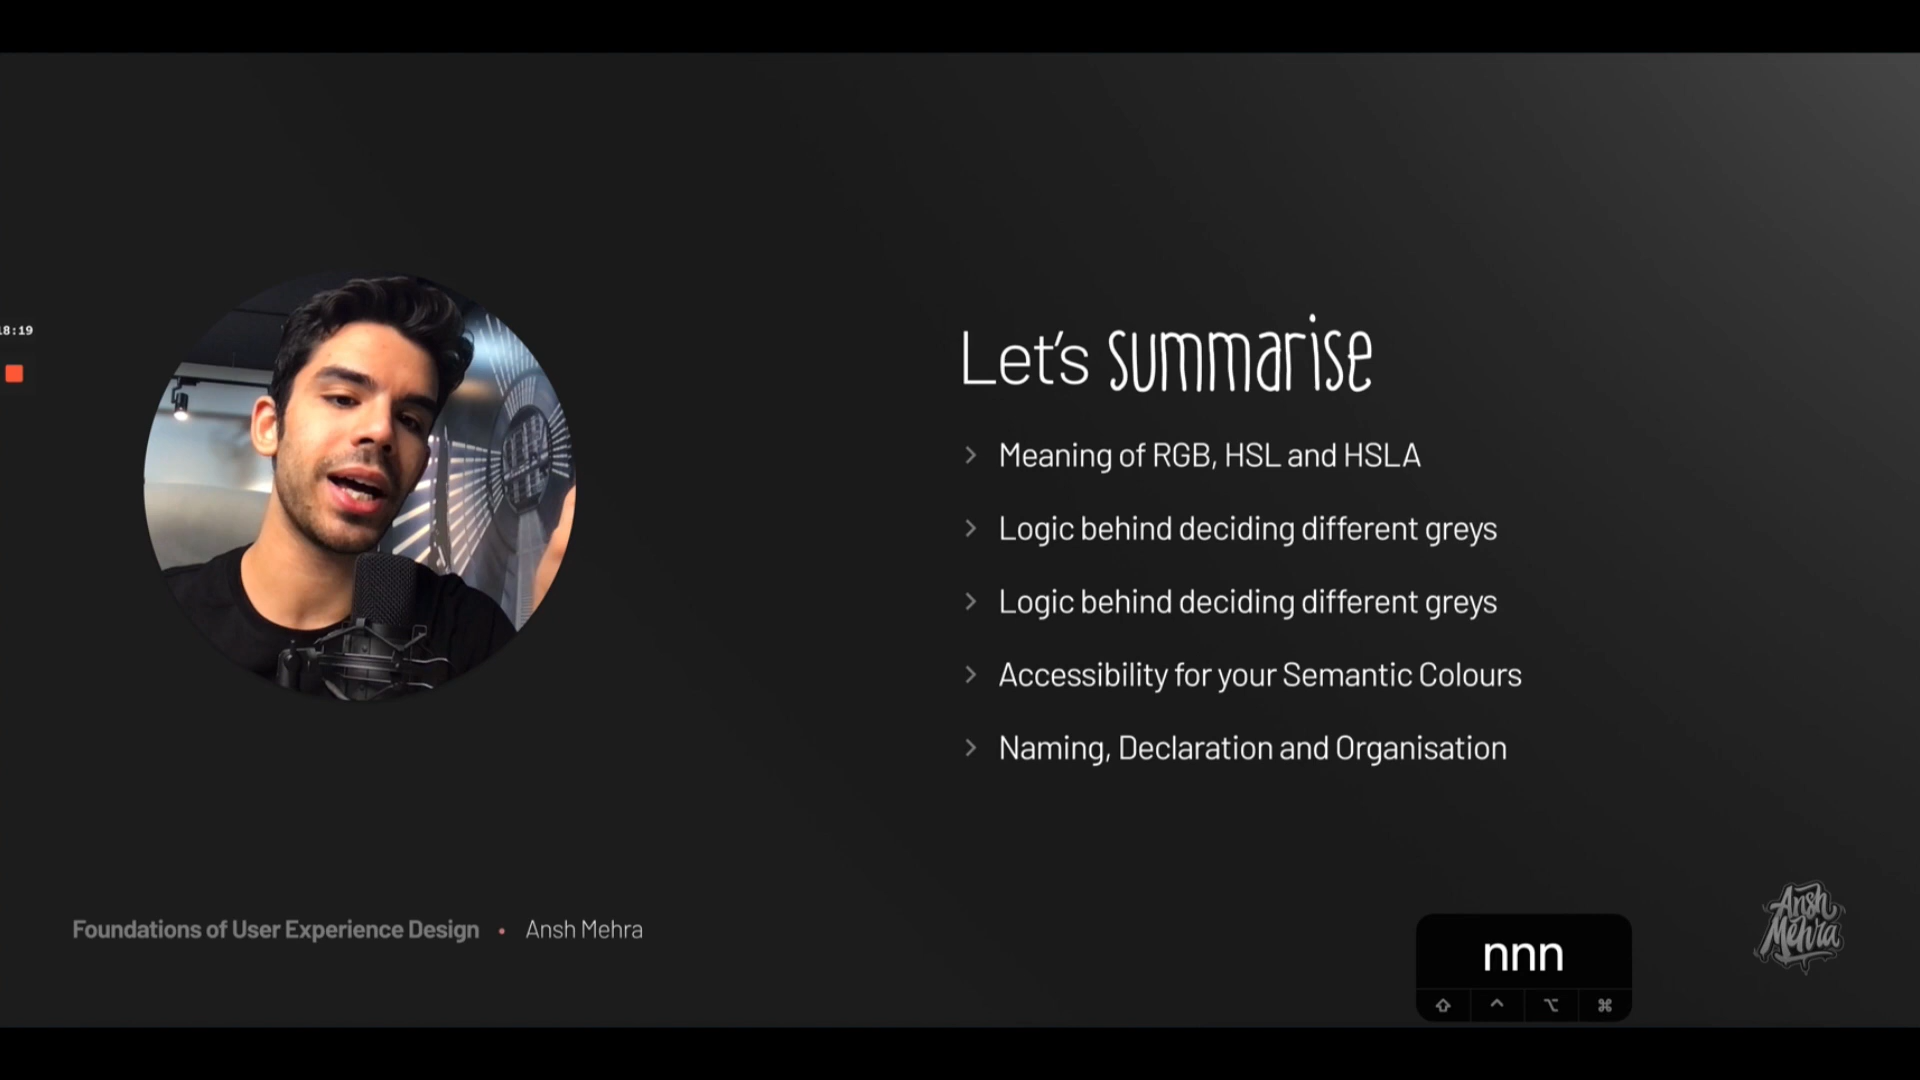 18:19
Let's summarise
Meaning of RGB, HSL and HSLA
Logic behind deciding different greys
Logic behind deciding different greys
Accessibility for your Semantic Colours
Naming, Declaration and Organisation
Foundations of User Experience Design • Ansh Mehra
nnn
Ansh
Mehra